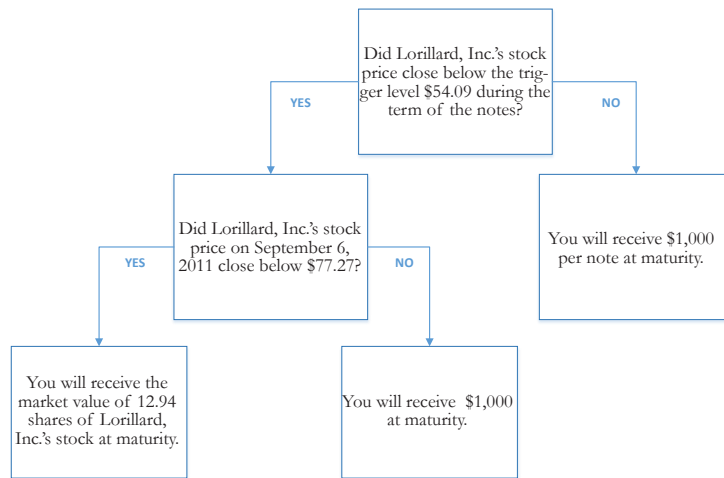 Did Lorillard, Inc.'s stock
price close below the trig-
ger level $54.09 during the
term of the notes?
YES
NO
Did Lorillard, Inc.'s stock
price on September 6,
2011 close below $77.27?
You will receive $1,000
per note at maturity.
YES
NO
You will receive the
market value of 12.94
shares of Lorillard,
Inc.'s stock at maturity.
You will receive  $1,000
at maturity.